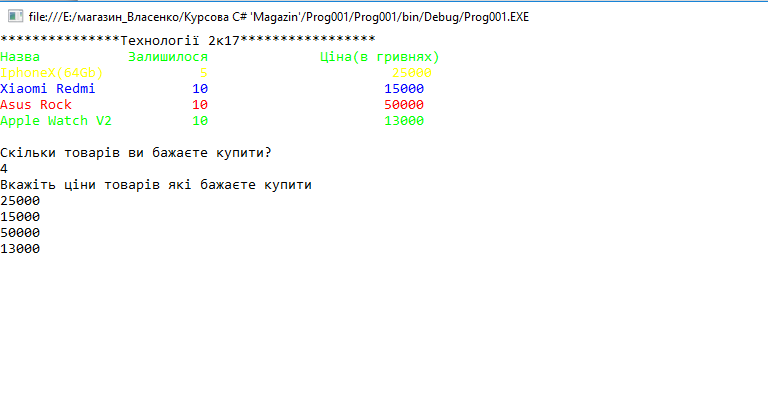 file:///E:/магазин_Власенко/Курсова C# 'Magazin'/Prog001/Prog001/bin/Debug/Prog001.EXE
***************Технології 2к17*****************
Назва Залишилося Ціна(в гривнях)
IphoneX(64Gb) 5 25000
Xiaomi Redmi 10 15000
Asus Rock 10 50000
Apple Watch V2 10 13000
Скільки товарів ви бажаєте купити?
4
Вкажіть ціни товарів які бажаєте купити
25000
15000
50000
13000